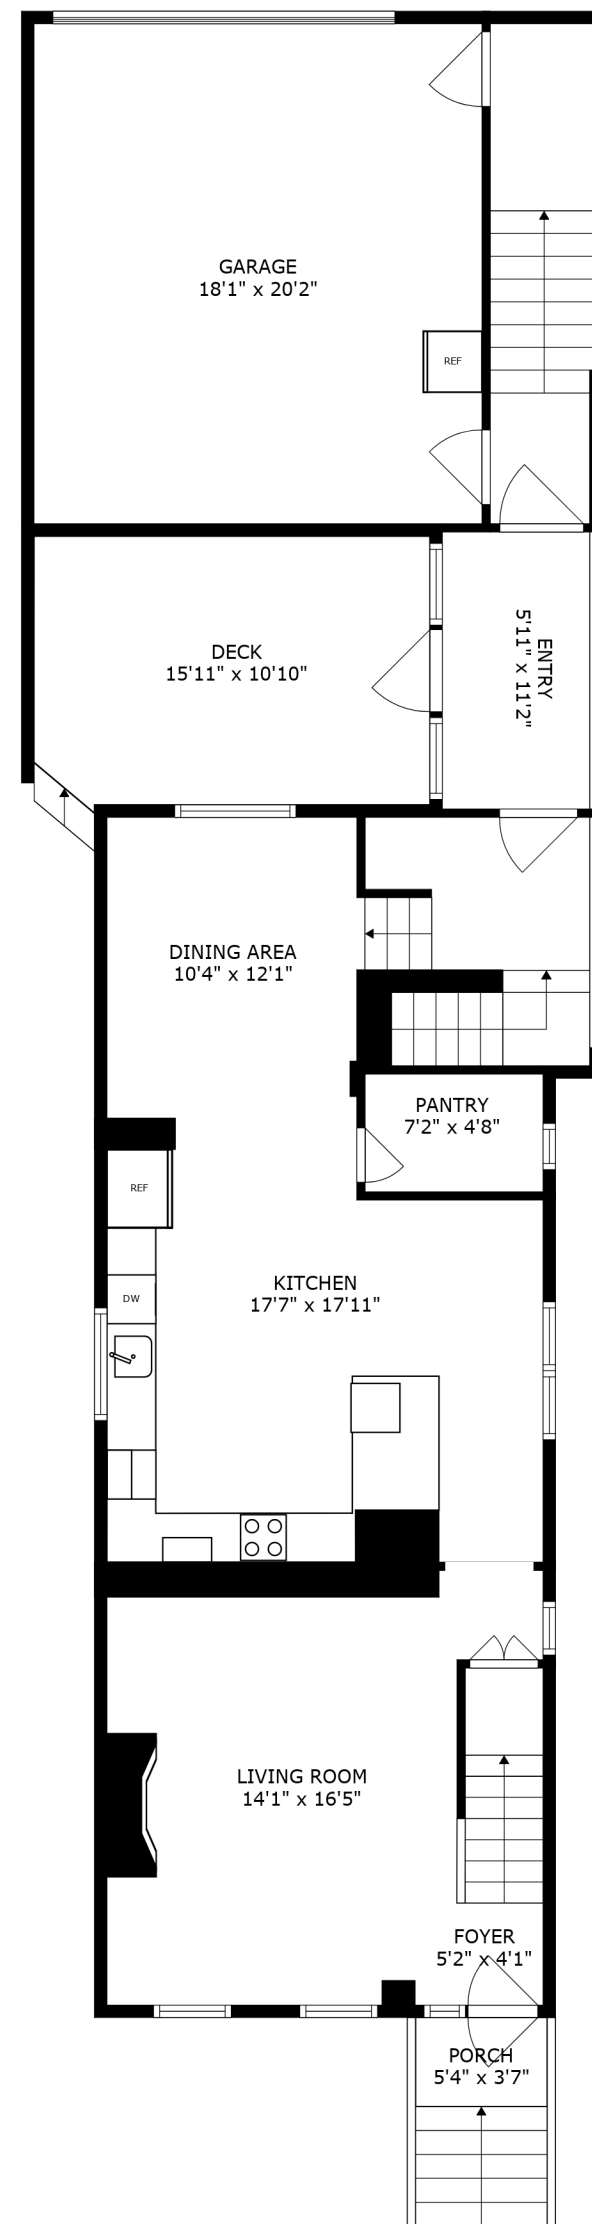 GARAGE
18'1" x 20'2"
REF
DECK
15'11" x 10'10"
ENTRY
5'11" x 11'2"
DINING AREA
10'4" x 12'1"
PANTRY
7'2" x 4'8"
REF
KITCHEN
17'7" x 17'11"
DW
LIVING ROOM
14'1" x 16'5"
FOYER
5'2" x 4'1"
PORCH
5'4" x 3'7"